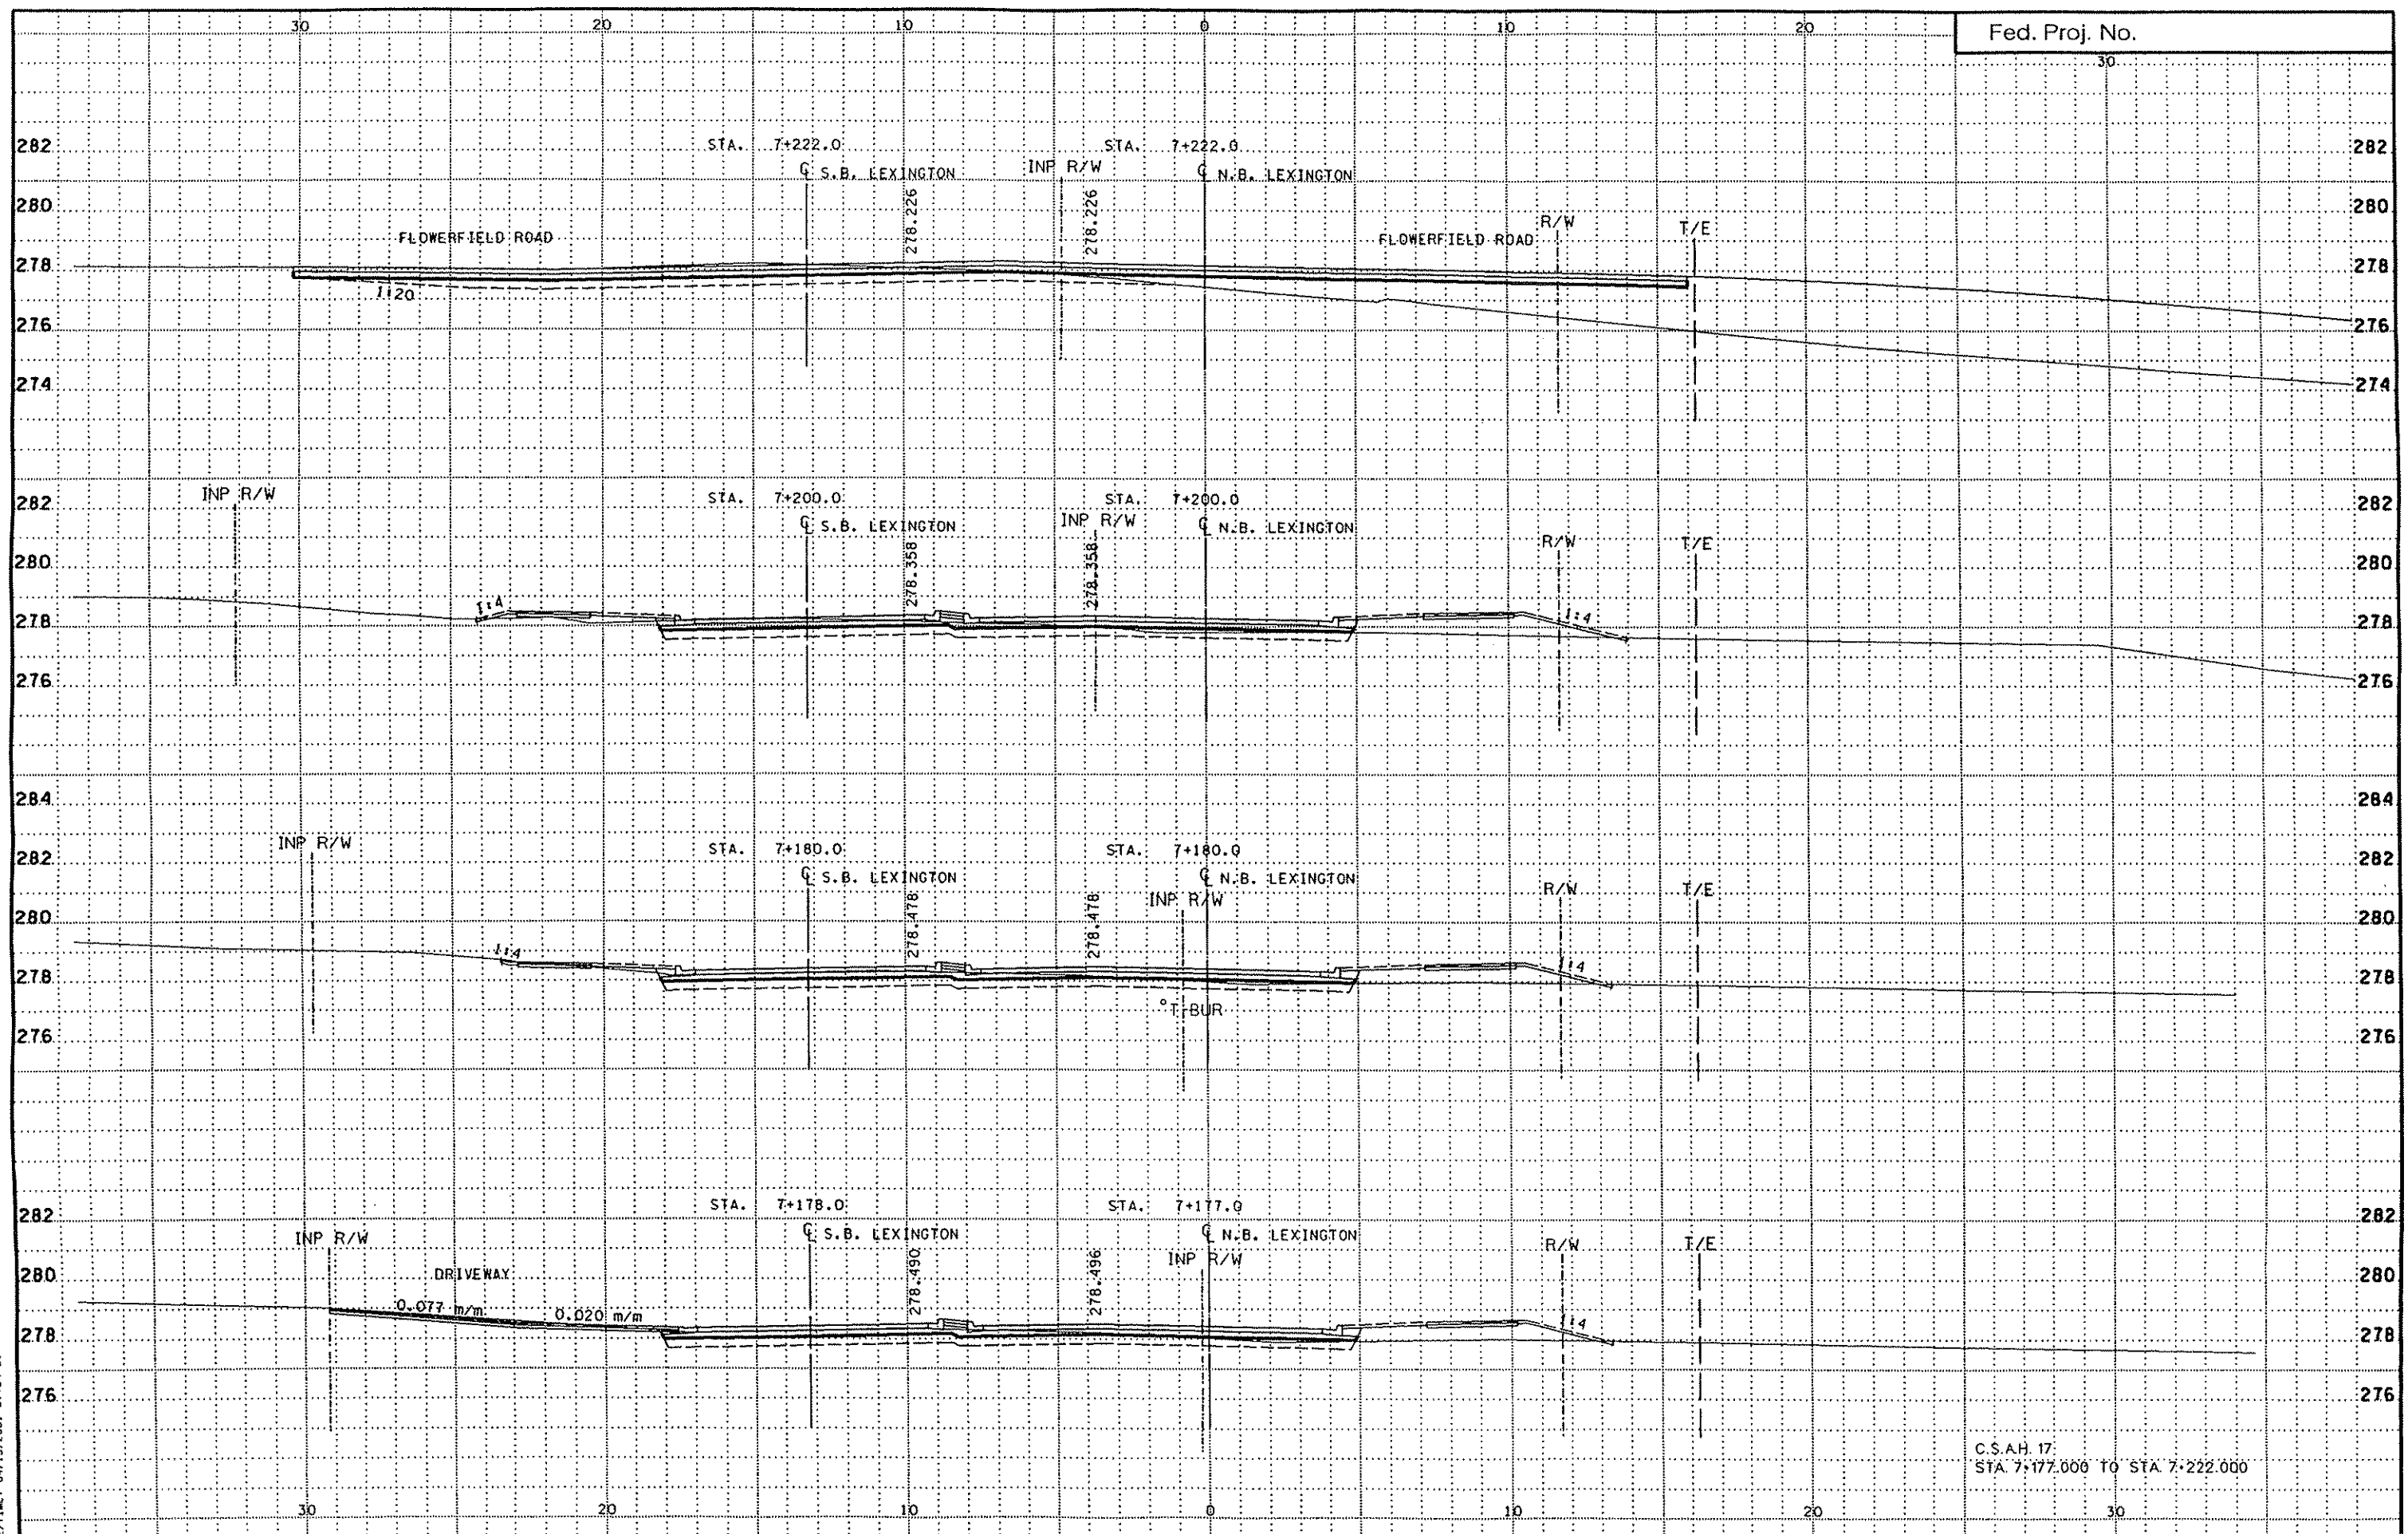 30 20 10 0 10 20 30
Fed. Proj. No.
STA. 7+222.0 STA. 7+222.0
282 282
℄ S.B. LEXINGTON INP R/W ℄ N.B. LEXINGTON
278.226 278.226
280 280
FLOWERFIELD ROAD FLOWERFIELD ROAD R/W T/E
278 278
1:20
276 276
274 274
INP R/W STA. 7+200.0 STA. 7+200.0
282 282
℄ S.B. LEXINGTON INP R/W ℄ N.B. LEXINGTON
278.358 278.358 R/W T/E
280 280
1:4 1:4
278 278
276 276
284 284
INP R/W STA. 7+180.0 STA. 7+180.0
282 282
℄ S.B. LEXINGTON ℄ N.B. LEXINGTON
278.478 278.478 INP R/W R/W T/E
280 280
1:4 1:4
278 278
T-BUR
276 276
STA. 7+178.0 STA. 7+177.0
282 282
INP R/W ℄ S.B. LEXINGTON ℄ N.B. LEXINGTON R/W T/E
278.490 278.496 INP R/W
280 DRIVEWAY 280
0.077 m/m 0.020 m/m 1:4
278 278
276 276
C.S.A.H. 17
STA. 7+177.000 TO STA. 7+222.000
30 20 10 0 10 20